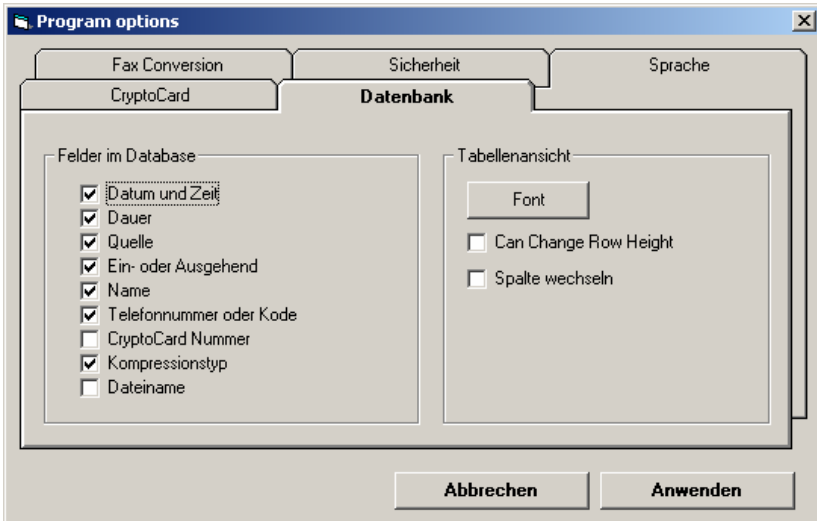 Program options
Fax Conversion
Sicherheit
Sprache
CryptoCard
Datenbank
Felder im Database
Datum und Zeit
Dauer
Quelle
Ein- oder Ausgehend
Name
Telefonnummer oder Kode
CryptoCard Nummer
Kompressionstyp
Dateiname
Tabellenansicht
Font
Can Change Row Height
Spalte wechseln
Abbrechen
Anwenden